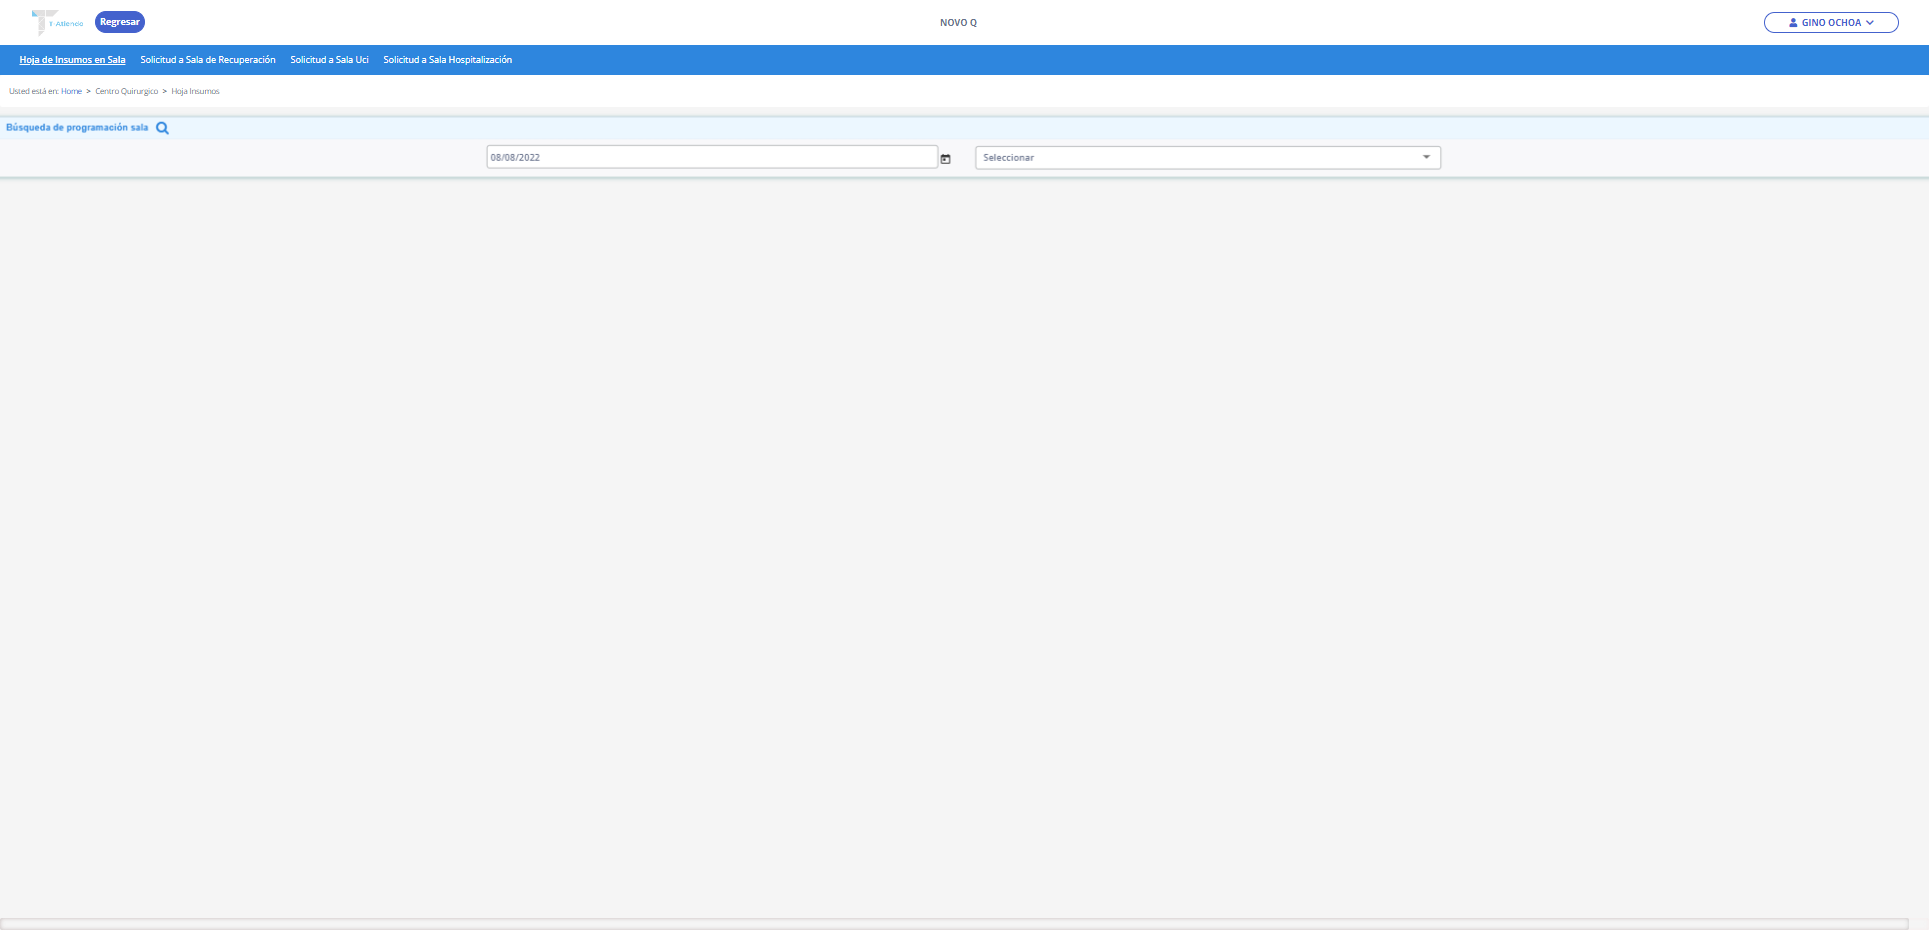 T-Atiendo Regresar NOVO Q GINO OCHOA
Hoja de Insumos en Sala Solicitud a Sala de Recuperación Solicitud a Sala Uci Solicitud a Sala Hospitalización
Usted está en: Home > Centro Quirurgico > Hoja Insumos
Búsqueda de programación sala
08/08/2022 Seleccionar